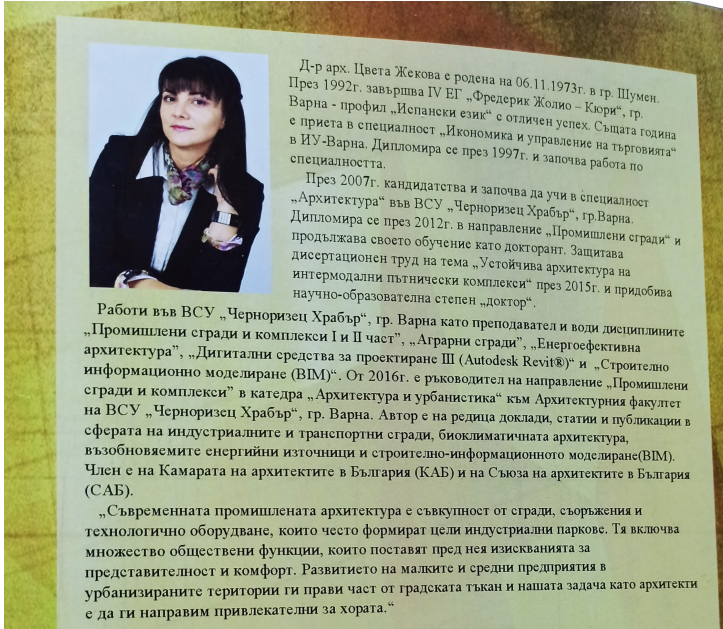 Д-р арх. Цвета Жекова е родена на 06.11.1973г. в гр. Шумен.
През 1992г. завършва IV ЕГ „Фредерик Жолио – Кюри“, гр.
Варна - профил „Испански език“ с отличен успех. Същата година
е приета в специалност „Икономика и управление на търговията“
в ИУ-Варна. Дипломира се през 1997г. и започва работа по
специалността.
През 2007г. кандидатства и започва да учи в специалност
„Архитектура“ във ВСУ „Черноризец Храбър“, гр.Варна.
Дипломира се през 2012г. в направление „Промишлени сгради“ и
продължава своето обучение като докторант. Защитава
дисертационен труд на тема „Устойчива архитектура на
интермодални пътнически комплекси“ през 2015г. и придобива
научно-образователна степен „доктор“.
Работи във ВСУ „Черноризец Храбър“, гр. Варна като преподавател и води дисциплините
„Промишлени сгради и комплекси I и II част”, „Аграрни сгради”, „Енергоефективна
архитектура”, „Дигитални средства за проектиране III (Autodesk Revit®)“ и „Строително
информационно моделиране (BIM)“. От 2016г. е ръководител на направление „Промишлени
сгради и комплекси” в катедра „Архитектура и урбанистика“ към Архитектурния факултет
на ВСУ „Черноризец Храбър“, гр. Варна. Автор е на редица доклади, статии и публикации в
сферата на индустриалните и транспортни сгради, биоклиматичната архитектура,
възобновяемите енергийни източници и строително-информационното моделиране(BIM).
Член е на Камарата на архитектите в България (КАБ) и на Съюза на архитектите в България
(САБ).
„Съвременната промишлената архитектура е съвкупност от сгради, съоръжения и
технологично оборудване, които често формират цели индустриални паркове. Тя включва
множество обществени функции, които поставят пред нея изискванията за
представителност и комфорт. Развитието на малките и средни предприятия в
урбанизираните територии ги прави част от градската тъкан и нашата задача като архитекти
е да ги направим привлекателни за хората.“